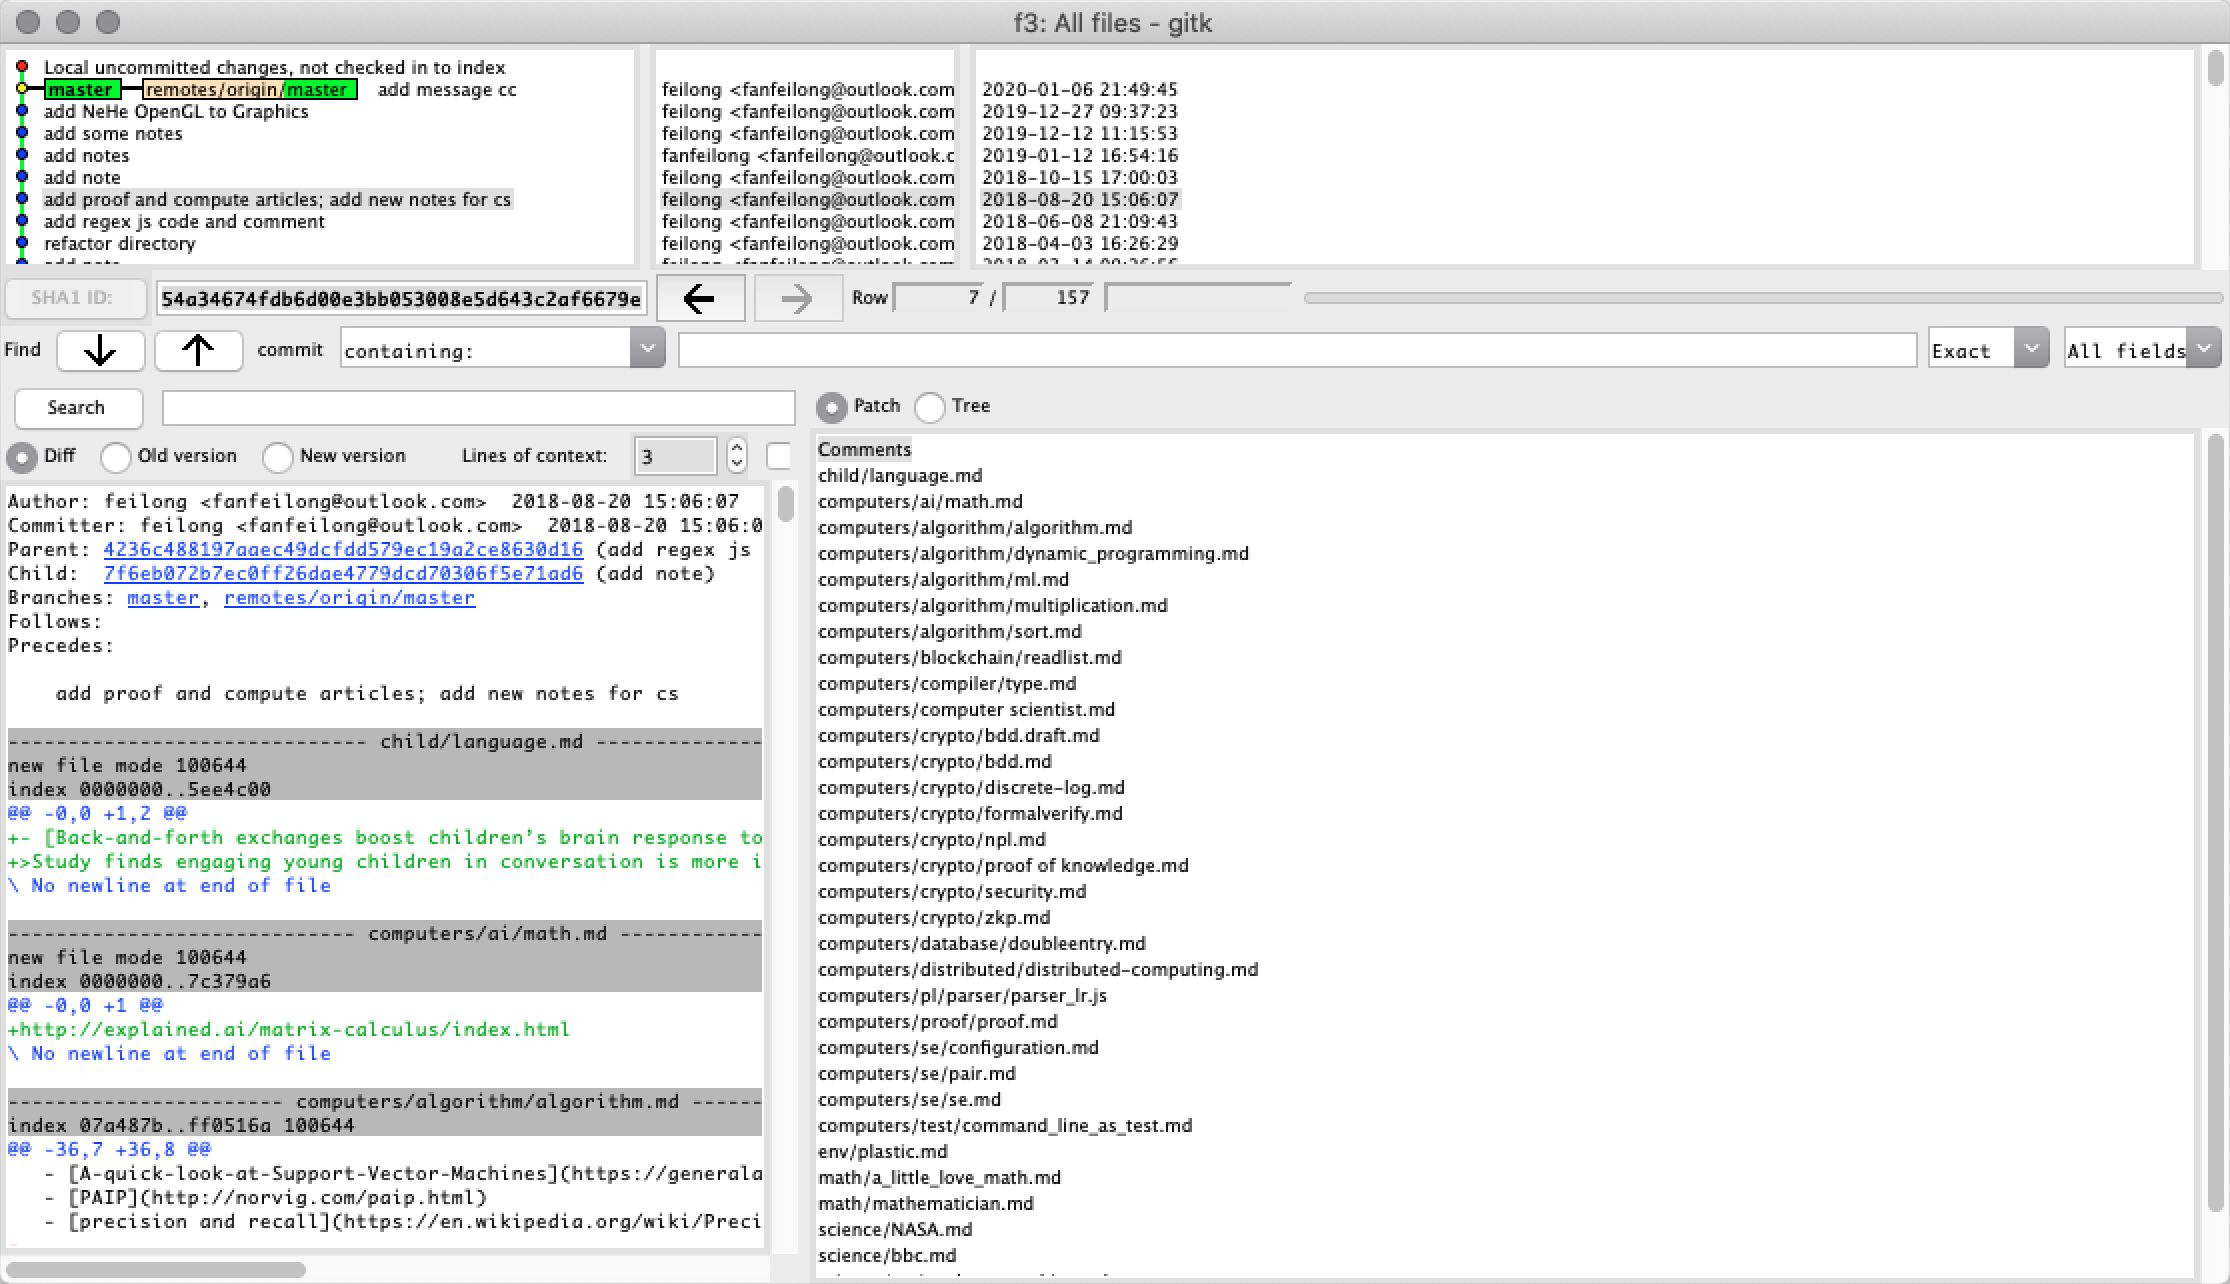 f3: All files - gitk
Local uncommitted changes, not checked in to index
master remotes/origin/master add message cc
feilong <fanfeilong@outlook.com 2020-01-06 21:49:45
add NeHe OpenGL to Graphics
feilong <fanfeilong@outlook.com 2019-12-27 09:37:23
add some notes
feilong <fanfeilong@outlook.com 2019-12-12 11:15:53
add notes
fanfeilong <fanfeilong@outlook.c 2019-01-12 16:54:16
add note
feilong <fanfeilong@outlook.com 2018-10-15 17:00:03
add proof and compute articles; add new notes for cs
feilong <fanfeilong@outlook.com 2018-08-20 15:06:07
add regex js code and comment
feilong <fanfeilong@outlook.com 2018-06-08 21:09:43
refactor directory
feilong <fanfeilong@outlook.com 2018-04-03 16:26:29
SHA1 ID: 54a34674fdb6d00e3bb053008e5d643c2af6679e Row 7 / 157
Find commit containing: Exact All fields
Search
Diff Old version New version Lines of context: 3
Author: feilong <fanfeilong@outlook.com> 2018-08-20 15:06:07
Committer: feilong <fanfeilong@outlook.com> 2018-08-20 15:06:0
Parent: 4236c488197aaec49dcfdd579ec19a2ce8630d16 (add regex js
Child: 7f6eb072b7ec0ff26dae4779dcd70306f5e71ad6 (add note)
Branches: master, remotes/origin/master
Follows:
Precedes:
add proof and compute articles; add new notes for cs
------------------------------ child/language.md --------------
new file mode 100644
index 0000000..5ee4c00
@@ -0,0 +1,2 @@
+- [Back-and-forth exchanges boost children’s brain response to
+>Study finds engaging young children in conversation is more i
\ No newline at end of file
----------------------------- computers/ai/math.md ------------
new file mode 100644
index 0000000..7c379a6
@@ -0,0 +1 @@
+http://explained.ai/matrix-calculus/index.html
\ No newline at end of file
----------------------- computers/algorithm/algorithm.md ------
index 07a487b..ff0516a 100644
@@ -36,7 +36,8 @@
- [A-quick-look-at-Support-Vector-Machines](https://generala
- [PAIP](http://norvig.com/paip.html)
- [precision and recall](https://en.wikipedia.org/wiki/Preci
Patch Tree
Comments
child/language.md
computers/ai/math.md
computers/algorithm/algorithm.md
computers/algorithm/dynamic_programming.md
computers/algorithm/ml.md
computers/algorithm/multiplication.md
computers/algorithm/sort.md
computers/blockchain/readlist.md
computers/compiler/type.md
computers/computer scientist.md
computers/crypto/bdd.draft.md
computers/crypto/bdd.md
computers/crypto/discrete-log.md
computers/crypto/formalverify.md
computers/crypto/npl.md
computers/crypto/proof of knowledge.md
computers/crypto/security.md
computers/crypto/zkp.md
computers/database/doubleentry.md
computers/distributed/distributed-computing.md
computers/pl/parser/parser_lr.js
computers/proof/proof.md
computers/se/configuration.md
computers/se/pair.md
computers/se/se.md
computers/test/command_line_as_test.md
env/plastic.md
math/a_little_love_math.md
math/mathematician.md
science/NASA.md
science/bbc.md